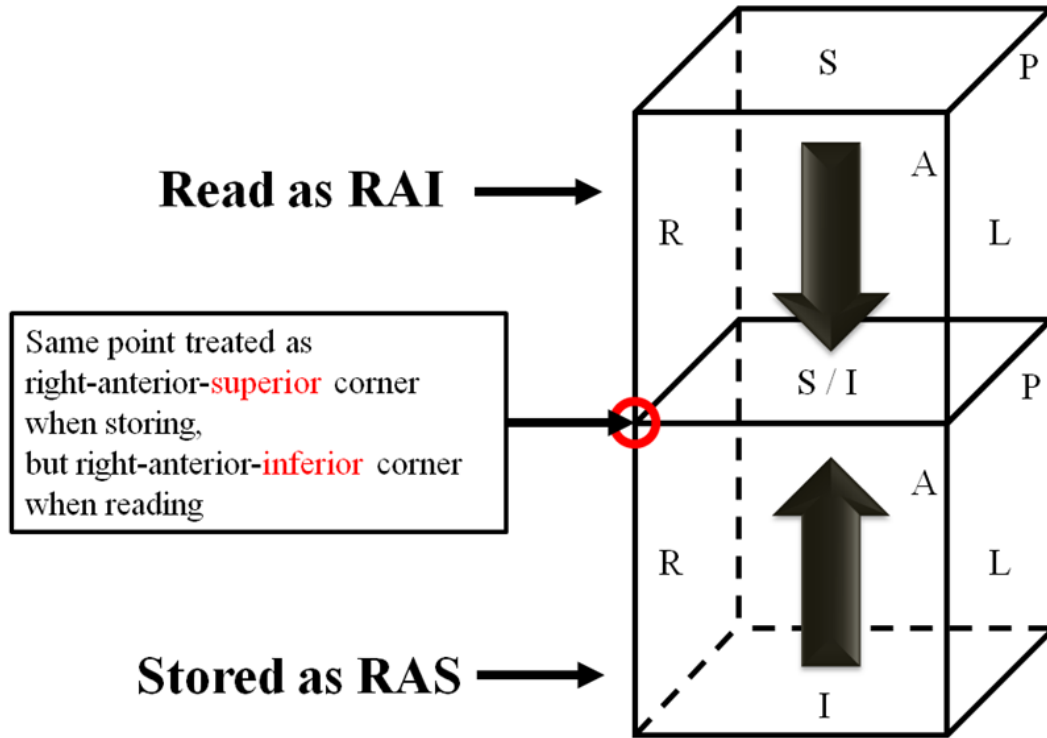 S
P
A
Read as RAI
R
L
Same point treated as
right-anterior-superior corner
when storing,
but right-anterior-inferior corner
when reading
S / I
P
A
R
L
Stored as RAS
I